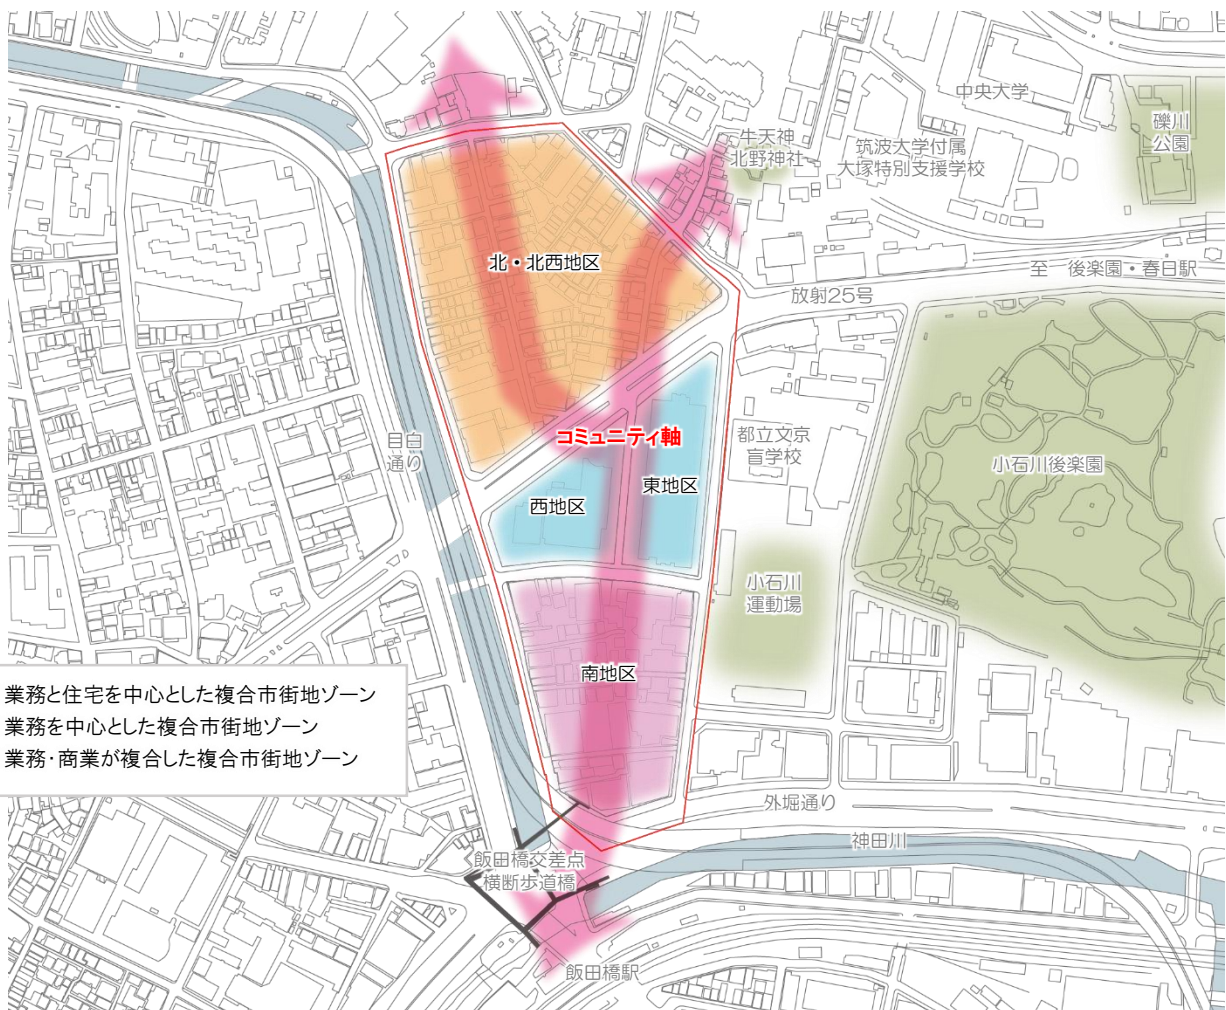 中央大学
礫川
公園
牛天神
北野神社
筑波大学付属
大塚特別支援学校
北・北西地区
至　後楽園・春日駅
放射25号
目白
通り
コミュニティ軸
都立文京
盲学校
小石川後楽園
西地区
東地区
小石川
運動場
南地区
業務と住宅を中心とした複合市街地ゾーン
業務を中心とした複合市街地ゾーン
業務・商業が複合した複合市街地ゾーン
外堀通り
神田川
飯田橋交差点
横断歩道橋
飯田橋駅